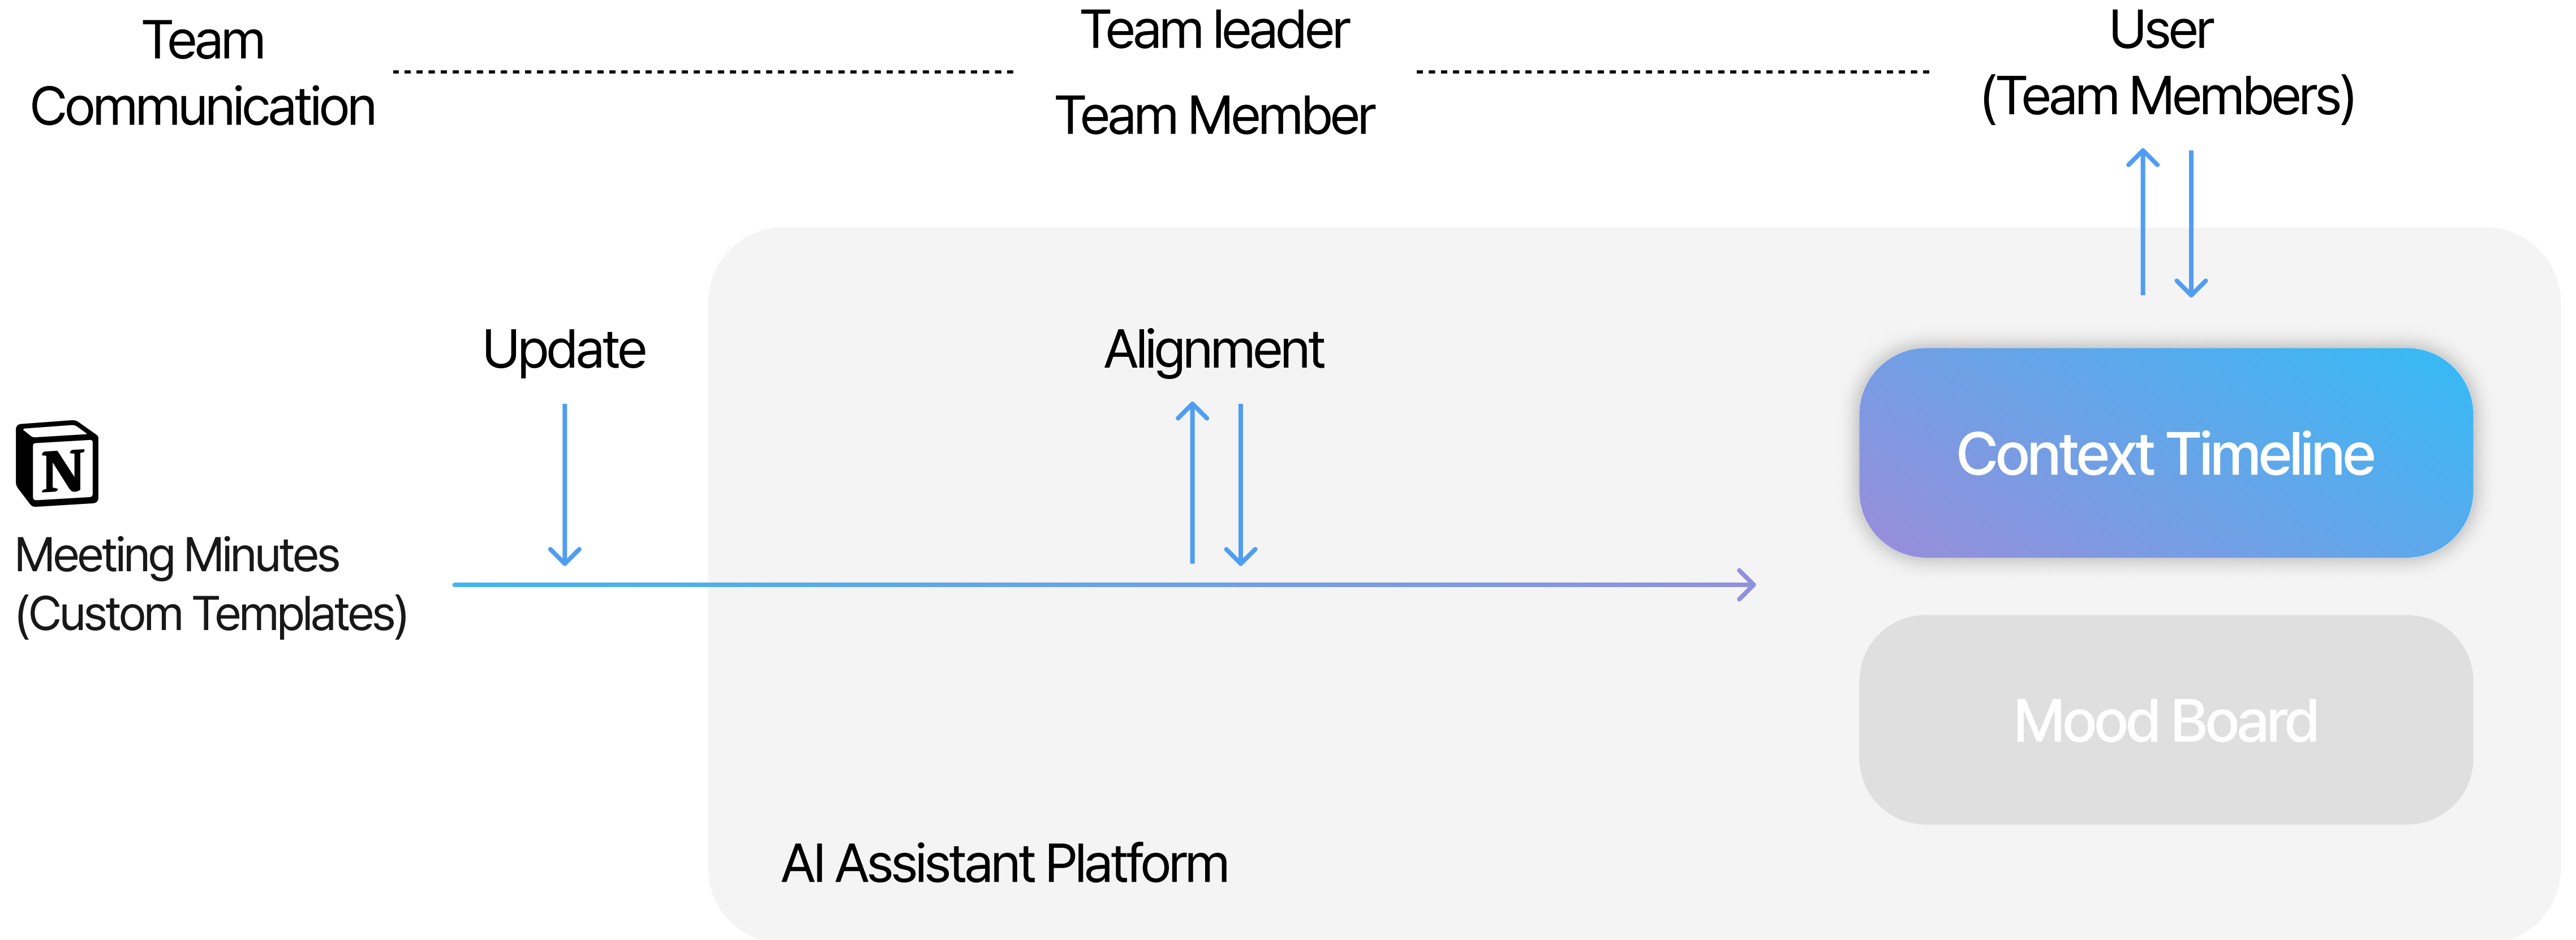 Team
Communication
Team leader
Team Member
User
(Team Members)
Update
Alignment
N
Meeting Minutes
(Custom Templates)
Context Timeline
Mood Board
AI Assistant Platform